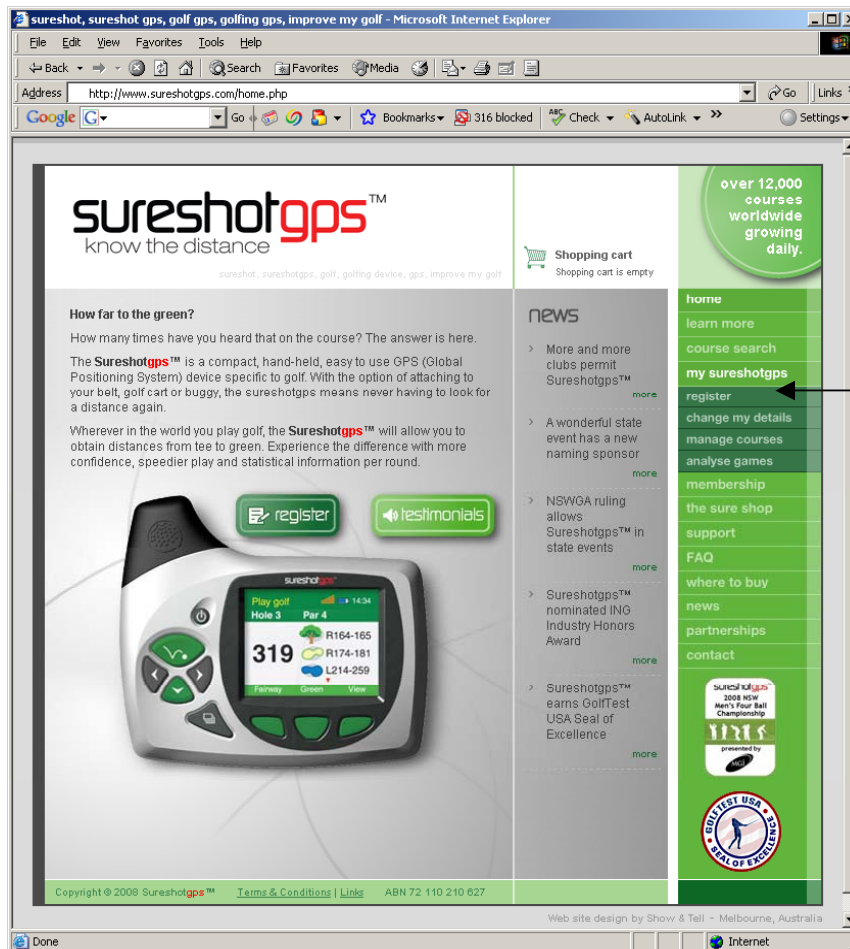 sureshot, sureshot gps, golf gps, golfing gps, improve my golf - Microsoft Internet Explorer
File Edit View Favorites Tools Help
Back Search Favorites Media
Address http://www.sureshotgps.com/home.php Go Links
Google G Go Bookmarks 316 blocked ABC Check AutoLink Settings
sureshotgps™
know the distance
sureshot, sureshotgps, golf, golfing device, gps, improve my golf
Shopping cart
Shopping cart is empty
over 12,000
courses
worldwide
growing
daily.
How far to the green?
How many times have you heard that on the course? The answer is here.
The Sureshotgps™ is a compact, hand-held, easy to use GPS (Global
Positioning System) device specific to golf. With the option of attaching to
your belt, golf cart or buggy, the sureshotgps means never having to look for
a distance again.
Wherever in the world you play golf, the Sureshotgps™ will allow you to
obtain distances from tee to green. Experience the difference with more
confidence, speedier play and statistical information per round.
register
testimonials
sureshotgps
Play golf 14:34
Hole 3 Par 4
319
R164-165
R174-181
L214-259
Fairway Green View
news
More and more
clubs permit
Sureshotgps™
more
A wonderful state
event has a new
naming sponsor
more
NSWGA ruling
allows
Sureshotgps™ in
state events
more
Sureshotgps™
nominated ING
Industry Honors
Award
more
Sureshotgps™
earns GolfTest
USA Seal of
Excellence
more
home
learn more
course search
my sureshotgps
register
change my details
manage courses
analyse games
membership
the sure shop
support
FAQ
where to buy
news
partnerships
contact
sureshotgps
2008 NSW
Men's Four Ball
Championship
presented by
MGI
GOLFTEST USA
SEAL OF EXCELLENCE
Copyright © 2008 Sureshotgps™ Terms & Conditions | Links ABN 72 110 210 627
Web site design by Show & Tell - Melbourne, Australia
Done Internet